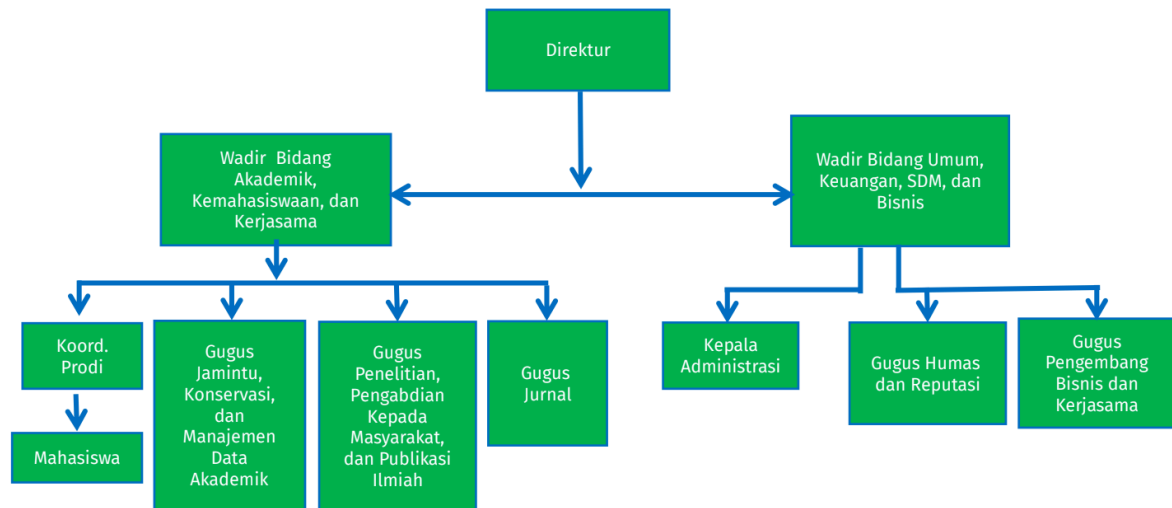 Direktur
Wadir Bidang
Akademik,
Kemahasiswaan, dan
Kerjasama
Wadir Bidang Umum,
Keuangan, SDM, dan
Bisnis
Koord.
Prodi
Gugus
Jamintu,
Konservasi,
dan
Manajemen
Data
Akademik
Gugus
Penelitian,
Pengabdian
Kepada
Masyarakat,
dan Publikasi
Ilmiah
Gugus
Jurnal
Kepala
Administrasi
Gugus Humas
dan Reputasi
Gugus
Pengembang
Bisnis dan
Kerjasama
Mahasiswa